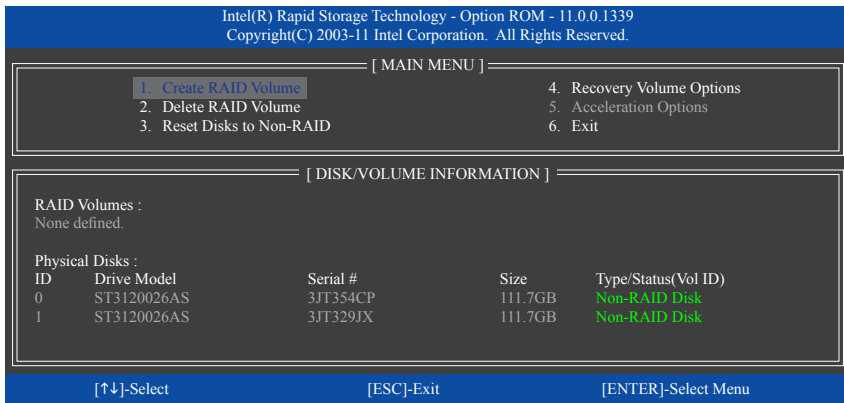 Intel(R) Rapid Storage Technology - Option ROM - 11.0.0.1339
Copyright(C) 2003-11 Intel Corporation. All Rights Reserved.
[ MAIN MENU ]
1. Create RAID Volume
2. Delete RAID Volume
3. Reset Disks to Non-RAID
4. Recovery Volume Options
5. Acceleration Options
6. Exit
[ DISK/VOLUME INFORMATION ]
RAID Volumes :
None defined.
Physical Disks :
ID Drive Model Serial # Size Type/Status(Vol ID)
0 ST3120026AS 3JT354CP 111.7GB Non-RAID Disk
1 ST3120026AS 3JT329JX 111.7GB Non-RAID Disk
[↑↓]-Select [ESC]-Exit [ENTER]-Select Menu